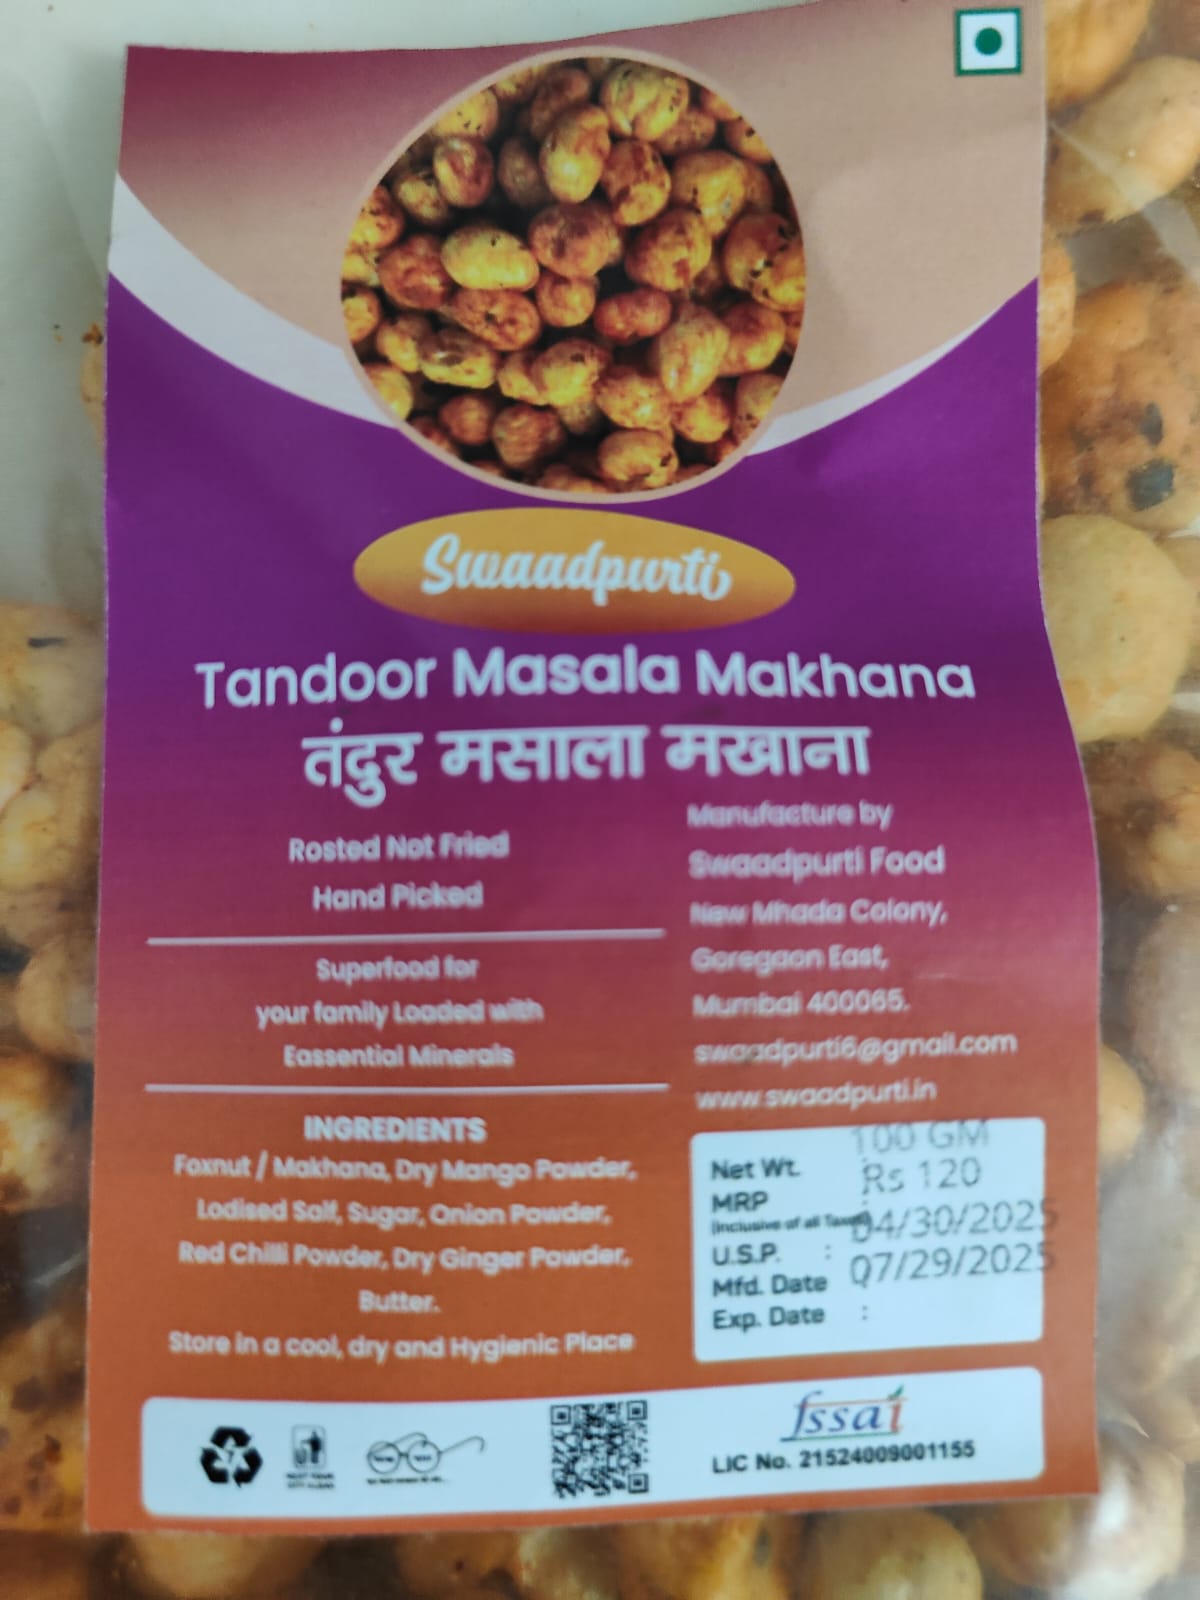 Swaadpurti
Tandoor Masala Makhana
तंदुर मसाला मखाना
Rosted Not Fried
Hand Picked
Superfood for
your family Loaded with
Eassential Minerals
INGREDIENTS
Foxnut / Makhana, Dry Mango Powder,
Lodised Salf, Sugar, Onion Powder,
Red Chilli Powder, Dry Ginger Powder,
Butter.
Store in a cool, dry and Hygienic Place
Manufacture by
Swaadpurti Food
New Mhada Colony,
Goregaon East,
Mumbai 400065.
swaadpurti6@gmail.com
www.swaadpurti.in
100 GM
Net Wt. :
Rs 120
MRP :
(Inclusive of all Taxes)
04/30/2025
U.S.P. :
07/29/2025
Mfd. Date :
Exp. Date :
7
fssai
LIC No. 21524009001155